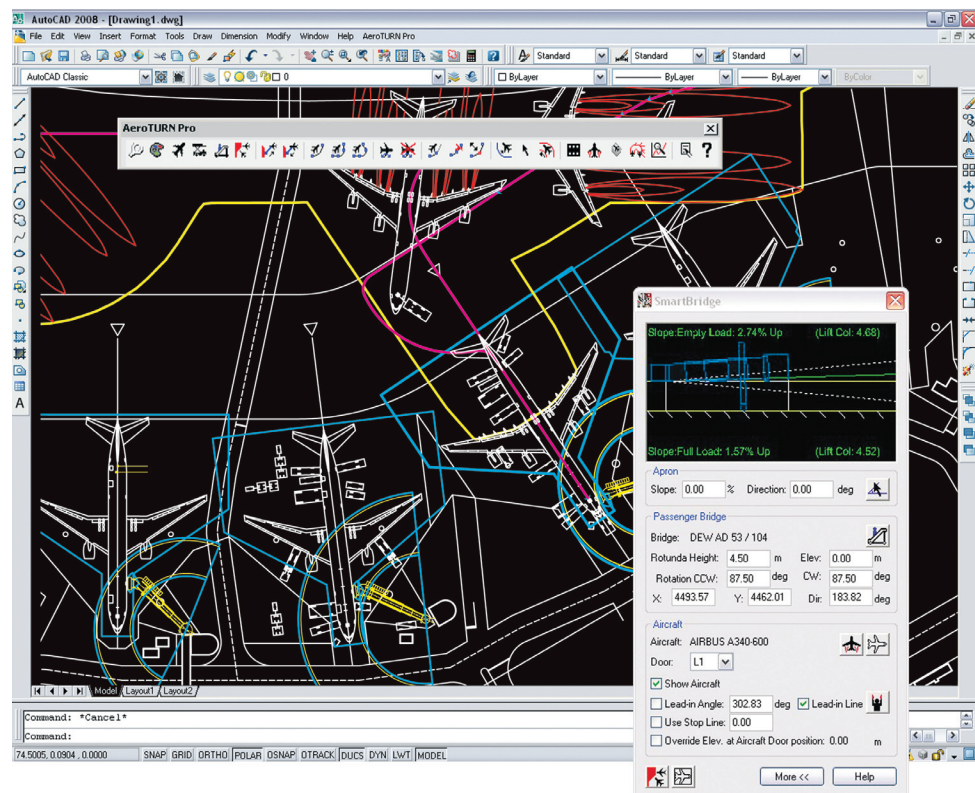 AutoCAD 2008 - [Drawing1.dwg]
File Edit View Insert Format Tools Draw Dimension Modify Window Help AeroTURN Pro
Standard Standard Standard
AutoCAD Classic 0 ByLayer ByLayer ByLayer ByColor
AeroTURN Pro
SmartBridge
Slope:Empty Load: 2.74% Up (Lift Col: 4.68)
Slope:Full Load: 1.57% Up (Lift Col: 4.52)
Apron
Slope: 0.00 % Direction: 0.00 deg
Passenger Bridge
Bridge: DEW AD 53 / 104
Rotunda Height: 4.50 m Elev: 0.00 m
Rotation CCW: 87.50 deg CW: 87.50 deg
X: 4493.57 Y: 4462.01 Dir: 183.82 deg
Aircraft
Aircraft: AIRBUS A340-600
Door: L1
Show Aircraft
Lead-in Angle: 302.83 deg Lead-in Line
Use Stop Line: 0.00
Override Elev. at Aircraft Door position: 0.00 m
More << Help
Model Layout1 Layout2
Command: *Cancel*
Command:
74.5005, 0.0904 , 0.0000 SNAP GRID ORTHO POLAR OSNAP OTRACK DUCS DYN LWT MODEL